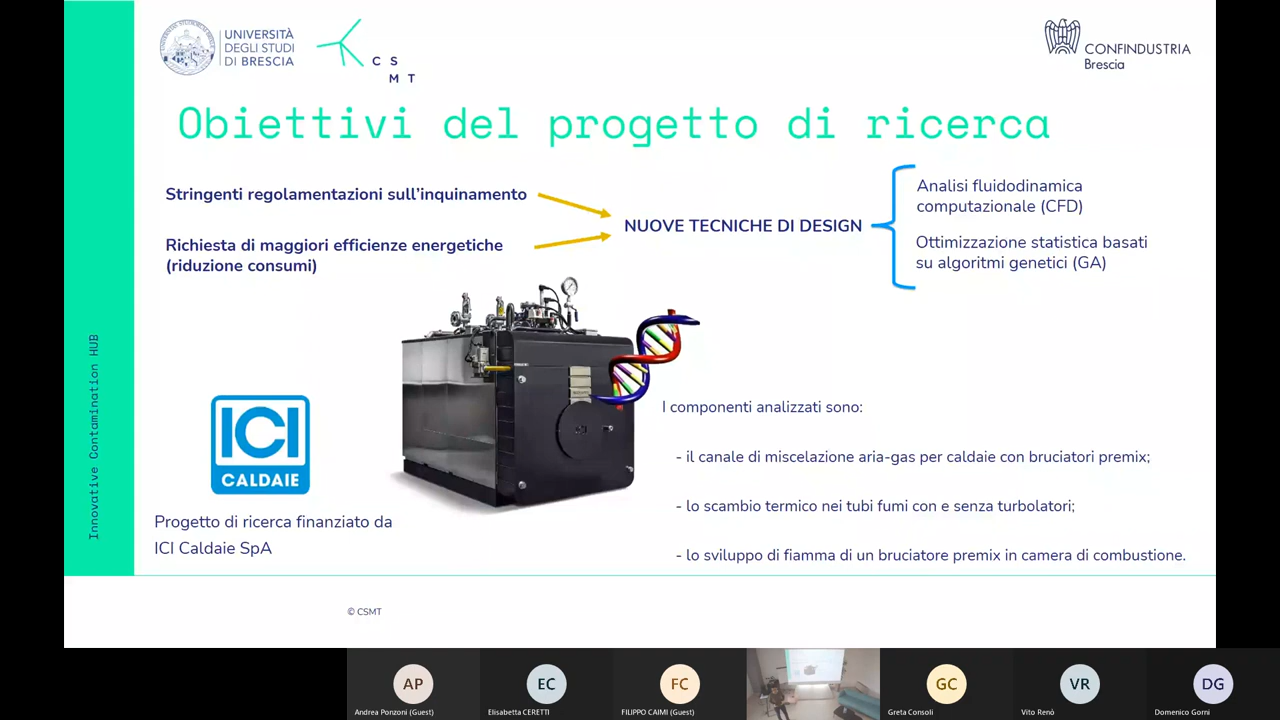 UNIVERSITÀ
DEGLI STUDI
DI BRESCIA
C S
M T
CONFINDUSTRIA
Brescia
Obiettivi del progetto di ricerca
Stringenti regolamentazioni sull'inquinamento
Richiesta di maggiori efficienze energetiche
(riduzione consumi)
NUOVE TECNICHE DI DESIGN
Analisi fluidodinamica
computazionale (CFD)
Ottimizzazione statistica basati
su algoritmi genetici (GA)
Innovative Contamination HUB
ICI
CALDAIE
Progetto di ricerca finanziato da
ICI Caldaie SpA
I componenti analizzati sono:
- il canale di miscelazione aria-gas per caldaie con bruciatori premix;
- lo scambio termico nei tubi fumi con e senza turbolatori;
- lo sviluppo di fiamma di un bruciatore premix in camera di combustione.
© CSMT
AP
Andrea Ponzoni (Guest)
EC
Elisabetta CERETTI
FC
FILIPPO CAIMI (Guest)
GC
Greta Consoli
VR
Vito Renò
DG
Domenico Gorni